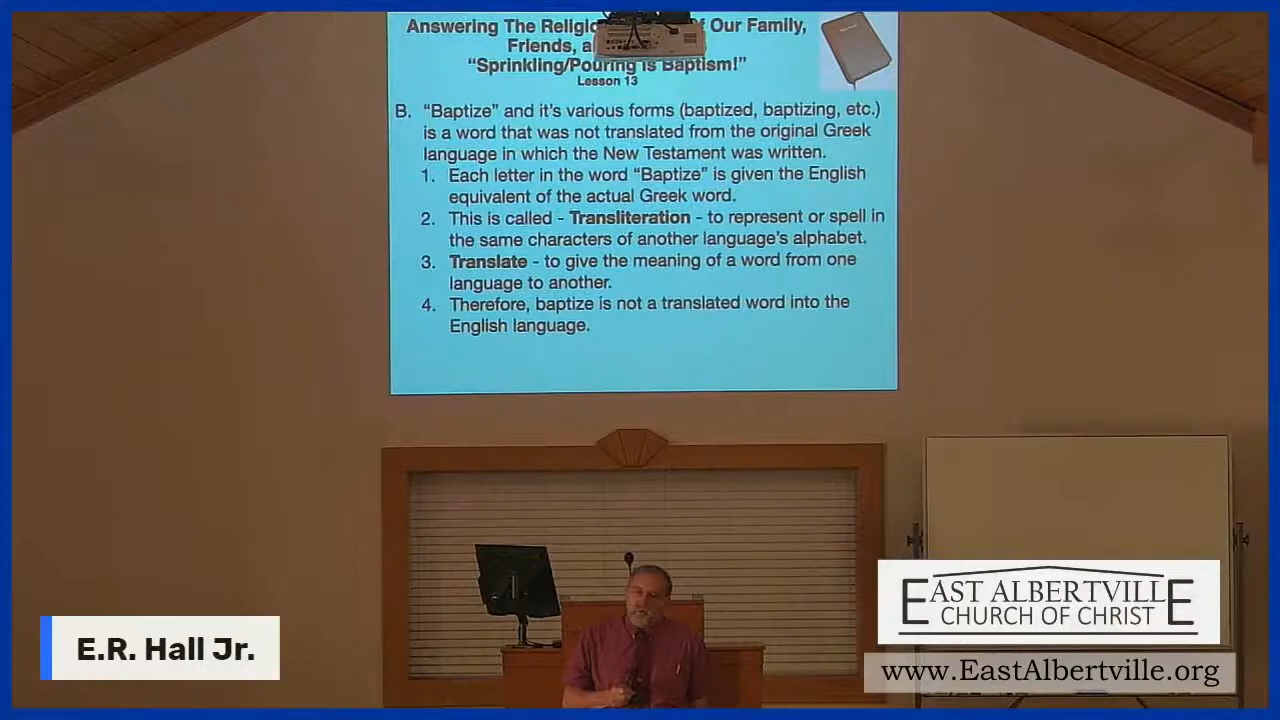 Answering The Religio Of Our Family,
Friends, a
“Sprinkling/Pouring Is Baptism!”
Lesson 13
B. “Baptize” and it’s various forms (baptized, baptizing, etc.)
is a word that was not translated from the original Greek
language in which the New Testament was written.
1. Each letter in the word “Baptize” is given the English
equivalent of the actual Greek word.
2. This is called - Transliteration - to represent or spell in
the same characters of another language’s alphabet.
3. Translate - to give the meaning of a word from one
language to another.
4. Therefore, baptize is not a translated word into the
English language.
E.R. Hall Jr.
EAST ALBERTVILLE
CHURCH OF CHRIST
www.EastAlbertville.org